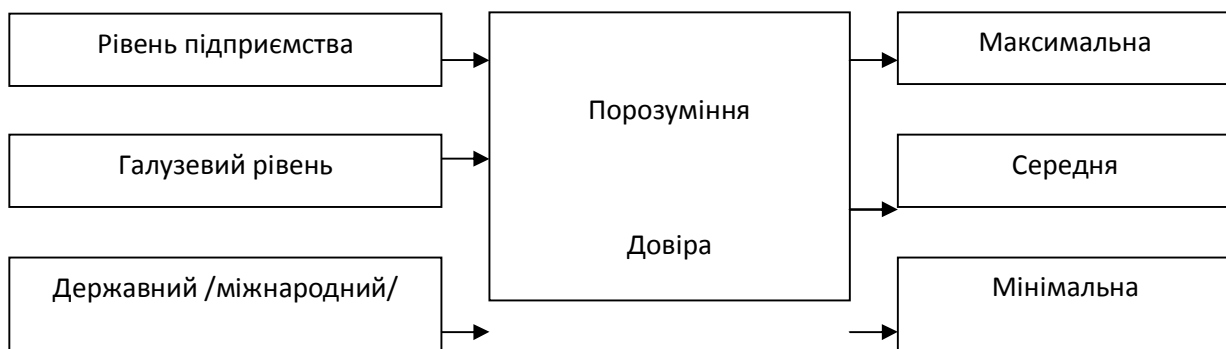 Рівень підприємства
Галузевий рівень
Державний /міжнародний/
Порозуміння
Довіра
Максимальна
Середня
Мінімальна